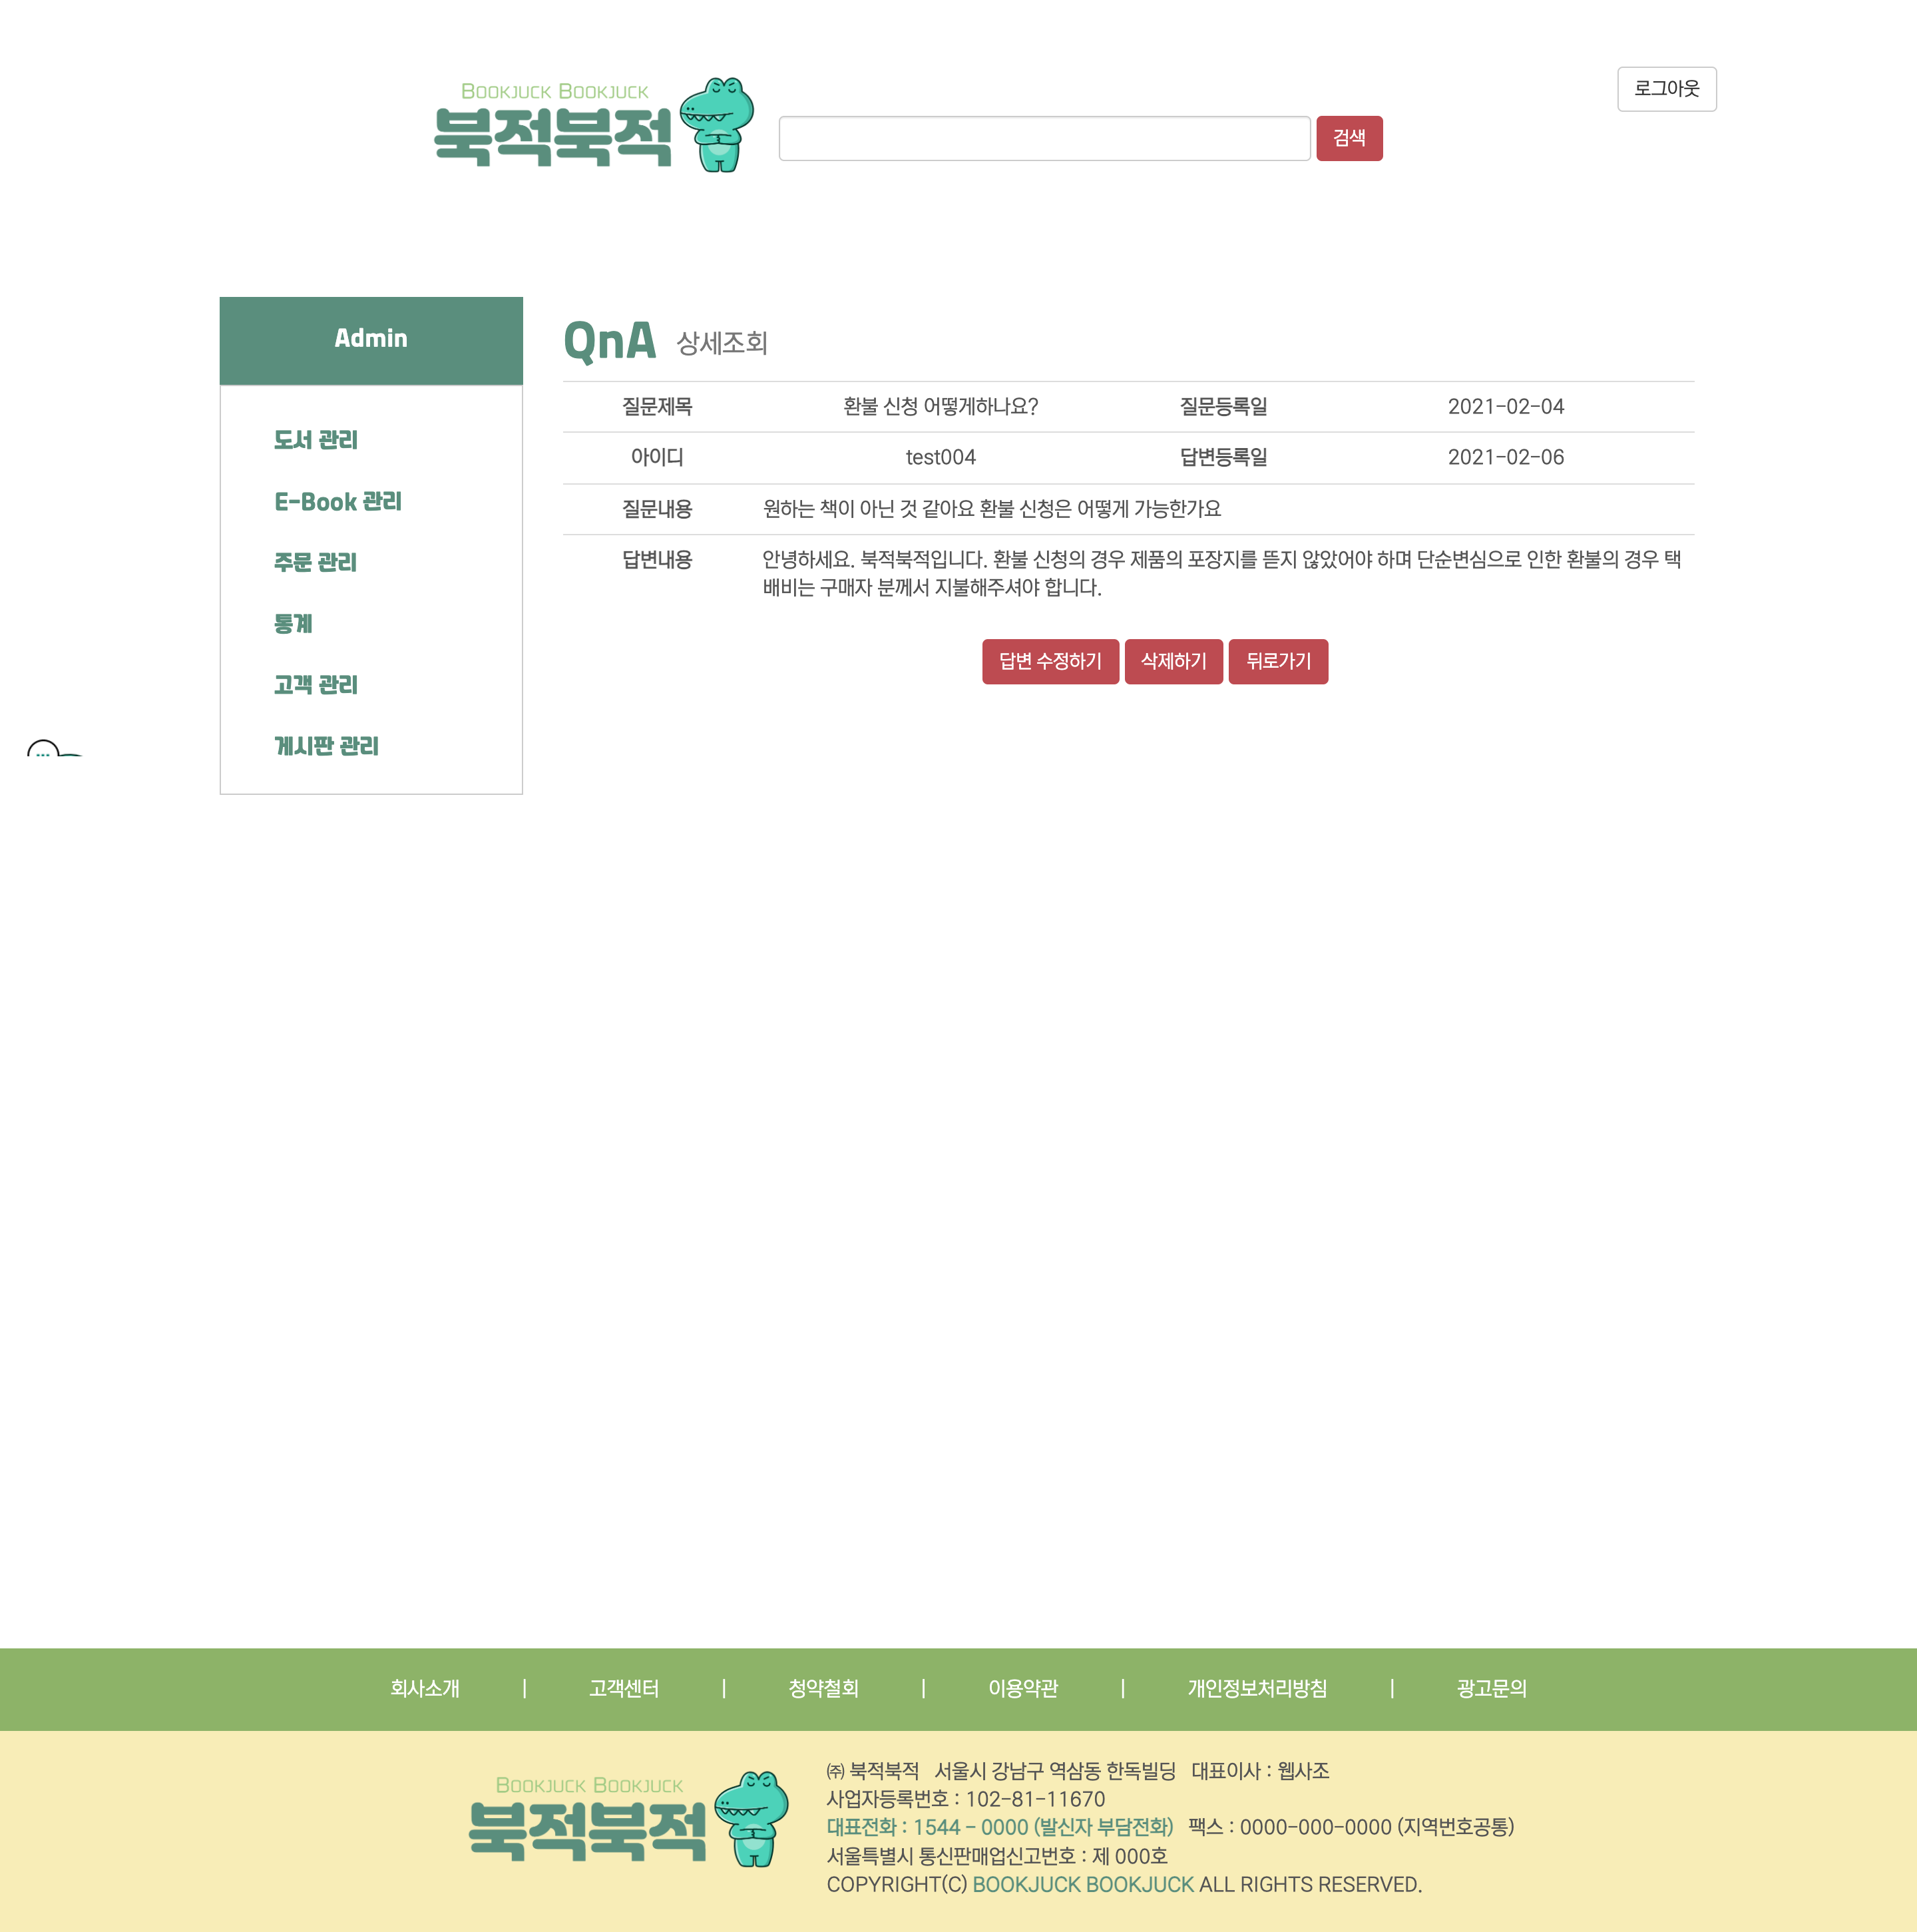 로그아웃
BOOKJUCK BOOKJUCK
북적북적
검색
Admin
도서 관리
E-Book 관리
주문 관리
통계
고객 관리
게시판 관리
QnA 상세조회
질문제목 환불 신청 어떻게하나요? 질문등록일 2021-02-04
아이디 test004 답변등록일 2021-02-06
질문내용 원하는 책이 아닌 것 같아요 환불 신청은 어떻게 가능한가요
답변내용 안녕하세요. 북적북적입니다. 환불 신청의 경우 제품의 포장지를 뜯지 않았어야 하며 단순변심으로 인한 환불의 경우 택
배비는 구매자 분께서 지불해주셔야 합니다.
답변 수정하기 삭제하기 뒤로가기
회사소개 | 고객센터 | 청약철회 | 이용약관 | 개인정보처리방침 | 광고문의
BOOKJUCK BOOKJUCK
북적북적
㈜ 북적북적 서울시 강남구 역삼동 한독빌딩 대표이사 : 웹사조
사업자등록번호 : 102-81-11670
대표전화 : 1544 - 0000 (발신자 부담전화) 팩스 : 0000-000-0000 (지역번호공통)
서울특별시 통신판매업신고번호 : 제 000호
COPYRIGHT(C) BOOKJUCK BOOKJUCK ALL RIGHTS RESERVED.